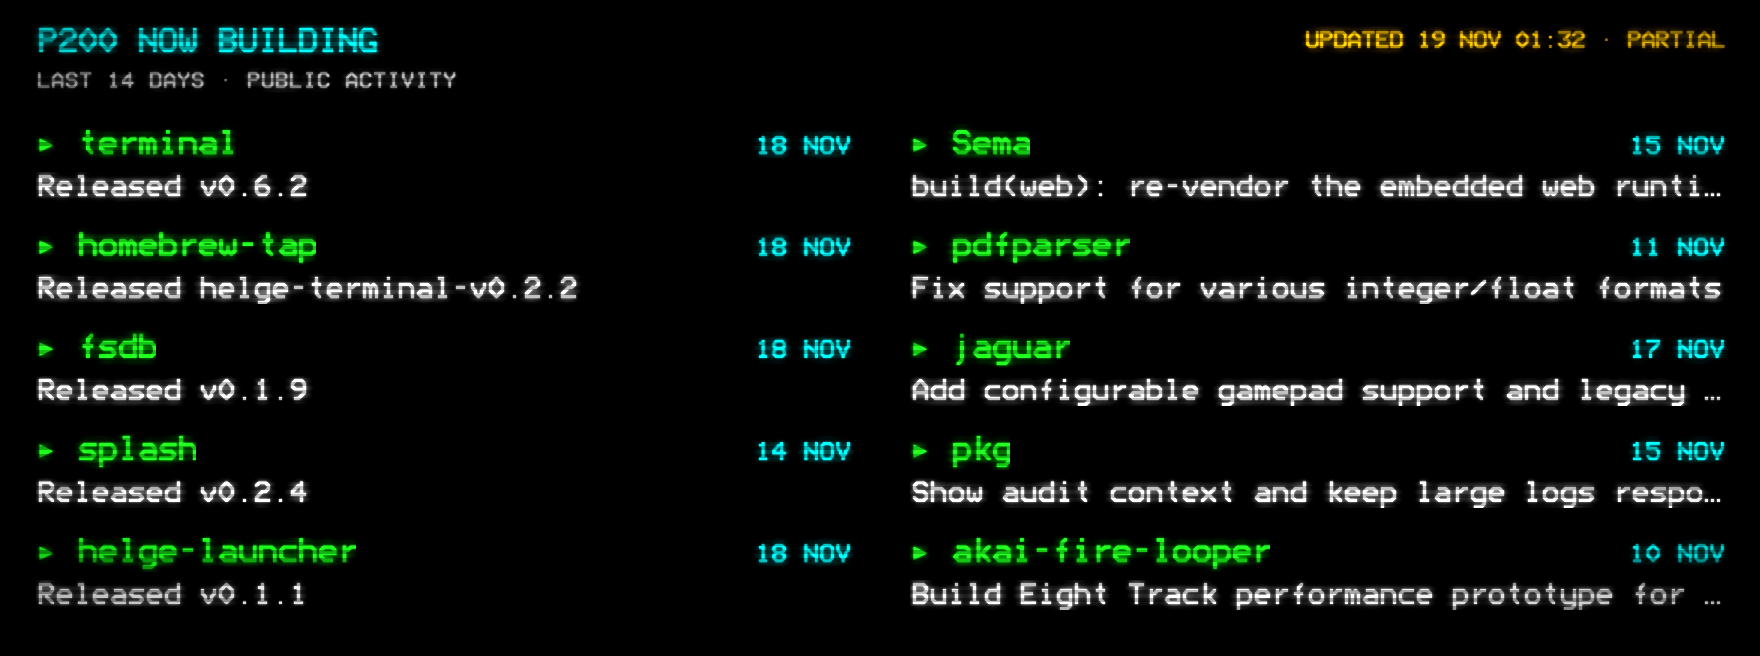 P200 NOW BUILDING
UPDATED 19 NOV 01:32 · PARTIAL
LAST 14 DAYS · PUBLIC ACTIVITY
► terminal 18 NOV
Released v0.6.2
► homebrew-tap 18 NOV
Released helge-terminal-v0.2.2
► fsdb 18 NOV
Released v0.1.9
► splash 14 NOV
Released v0.2.4
► helge-launcher 18 NOV
Released v0.1.1
► Sema 15 NOV
build(web): re-vendor the embedded web runti…
► pdfparser 11 NOV
Fix support for various integer/float formats
► jaguar 17 NOV
Add configurable gamepad support and legacy …
► pkg 15 NOV
Show audit context and keep large logs respo…
► akai-fire-looper 10 NOV
Build Eight Track performance prototype for …